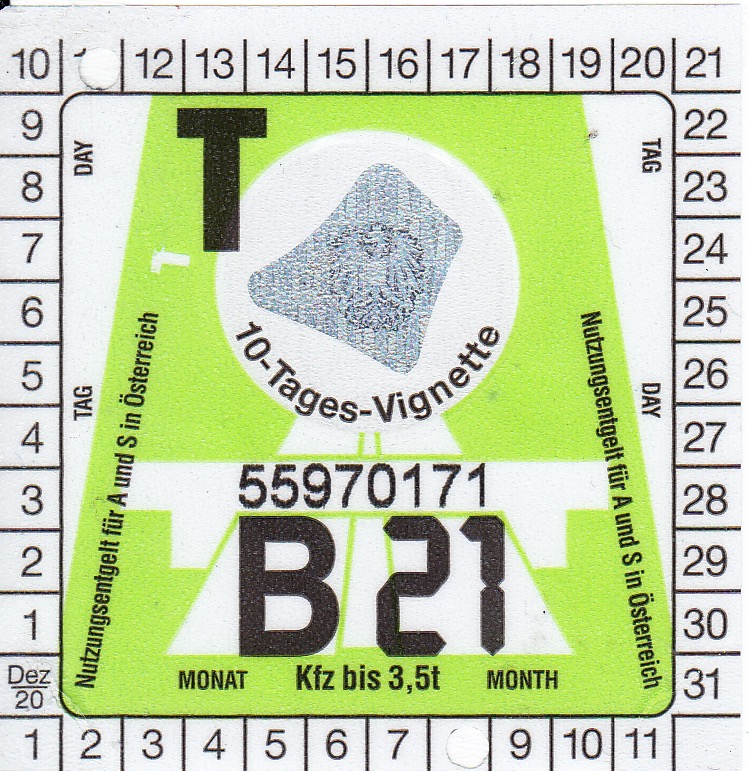 10 1 12 13 14 15 16 17 18 19 20 21
9
8
7
6
5
4
3
2
1
Dez
20
22
23
24
25
26
27
28
29
30
31
DAY
TAG
TAG
DAY
T
10-Tages-Vignette
Nutzungsentgelt für A und S in Österreich
Nutzungsentgelt für A und S in Österreich
55970171
B 21
MONAT Kfz bis 3,5t MONTH
1 2 3 4 5 6 7 9 10 11